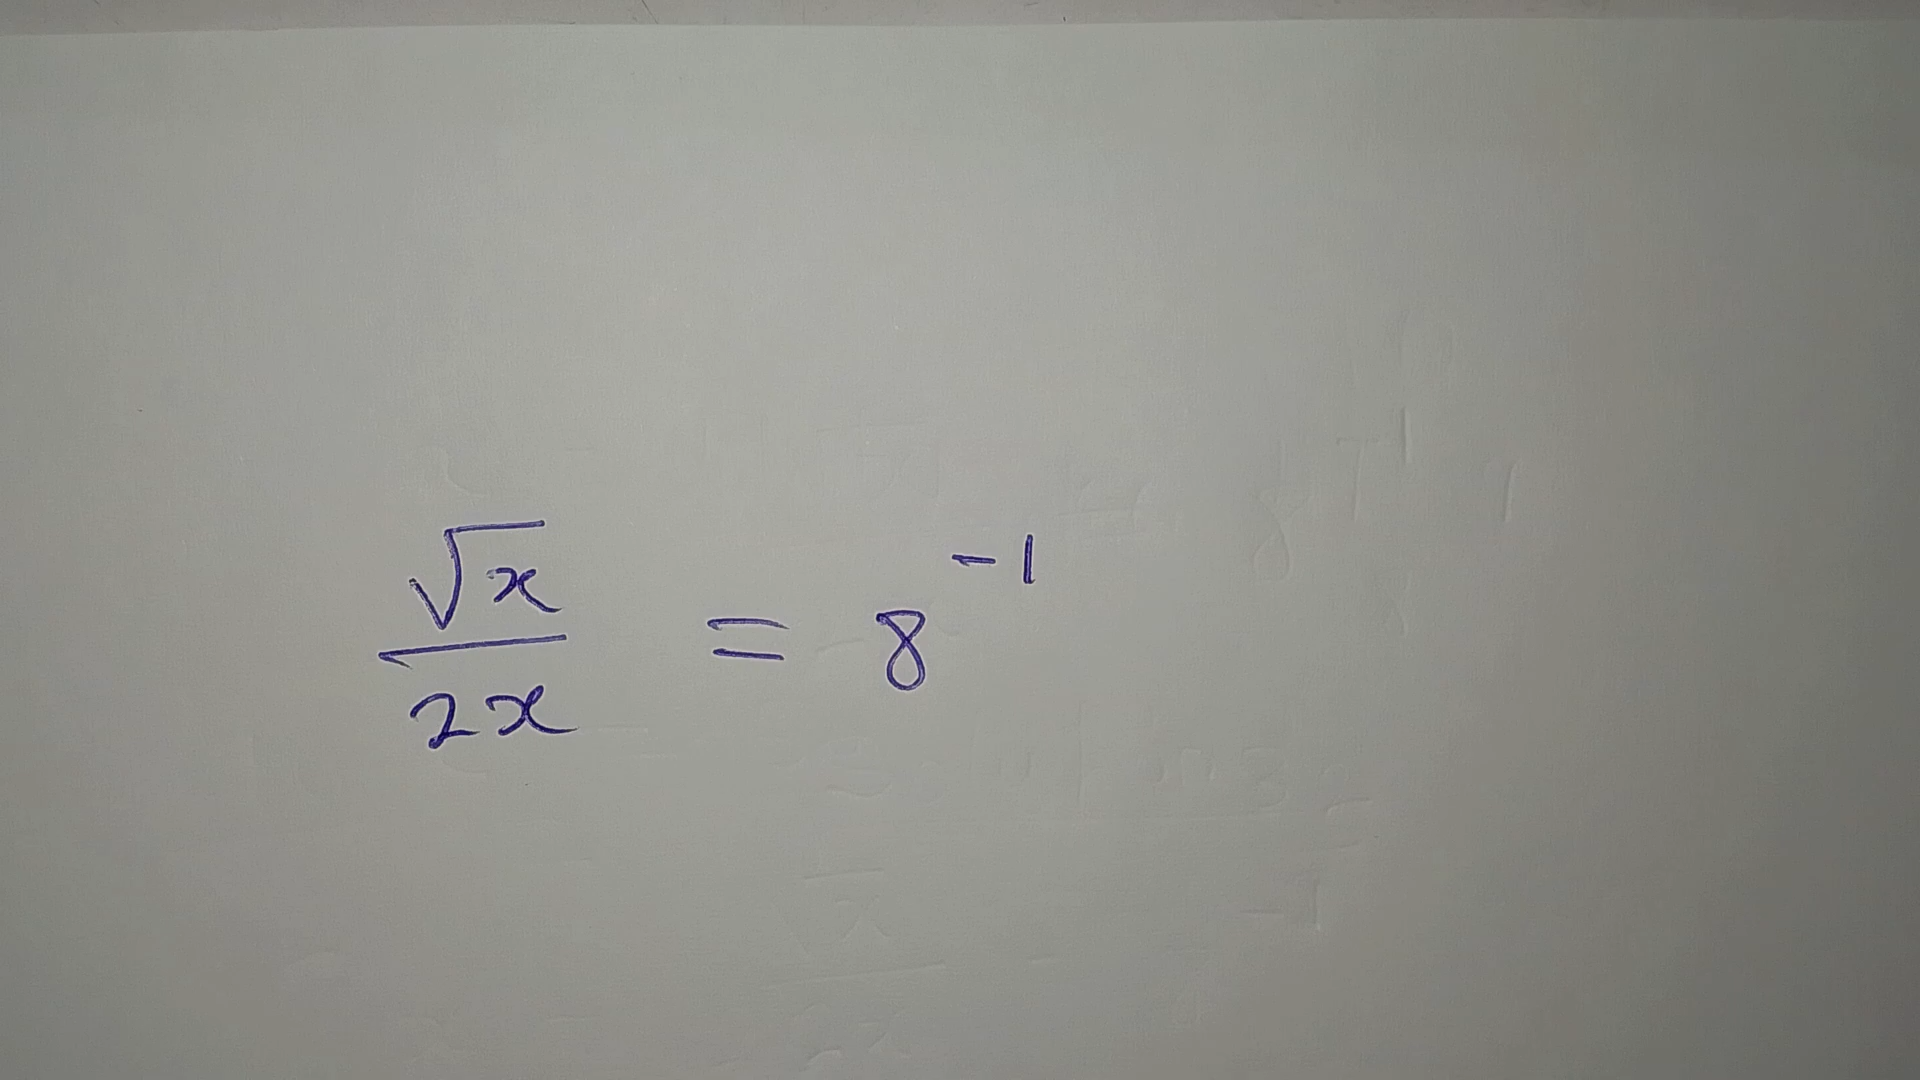 √x / 2x = 8⁻¹